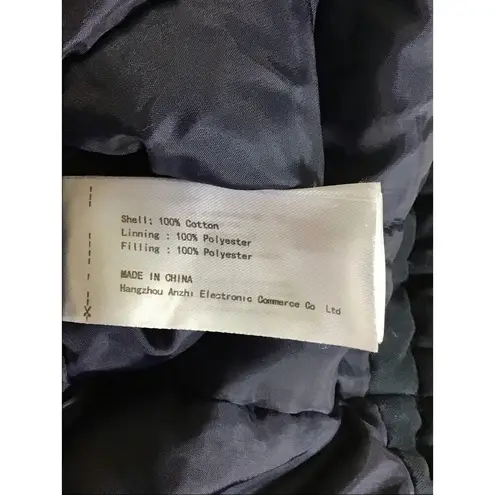 Shell: 100% Cotton
Linning : 100% Polyester
Filling : 100% Polyester
MADE IN CHINA
Hangzhou Anzhi Electronic Commerce Co Ltd